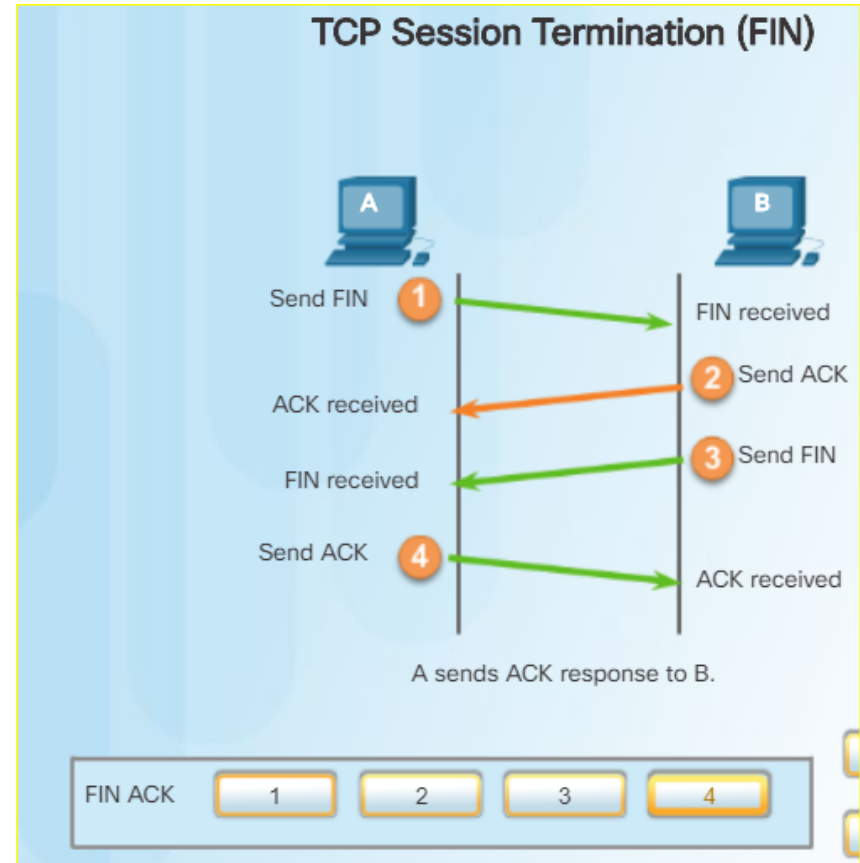 TCP Session Termination (FIN)
A
B
Send FIN
1
FIN received
2
Send ACK
ACK received
3
Send FIN
FIN received
Send ACK
4
ACK received
A sends ACK response to B.
FIN ACK
1
2
3
4